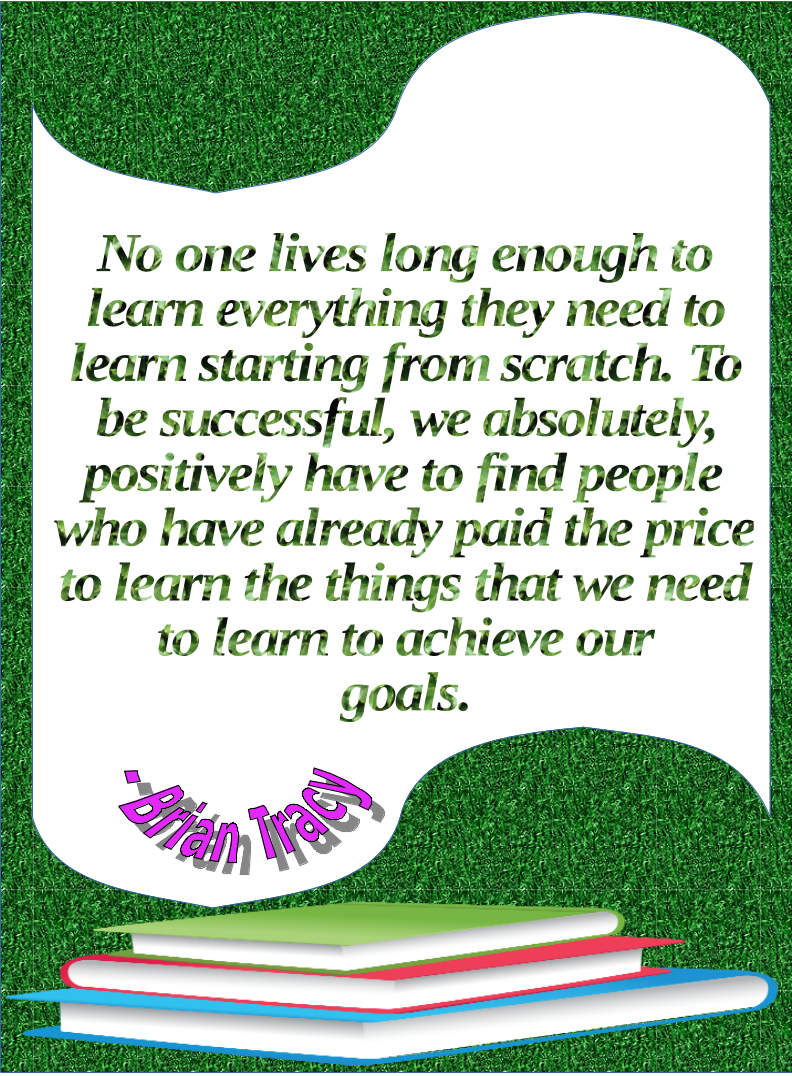 No one lives long enough to
learn everything they need to
learn starting from scratch. To
be successful, we absolutely,
positively have to find people
who have already paid the price
to learn the things that we need
to learn to achieve our
goals.
-Brian Tracy